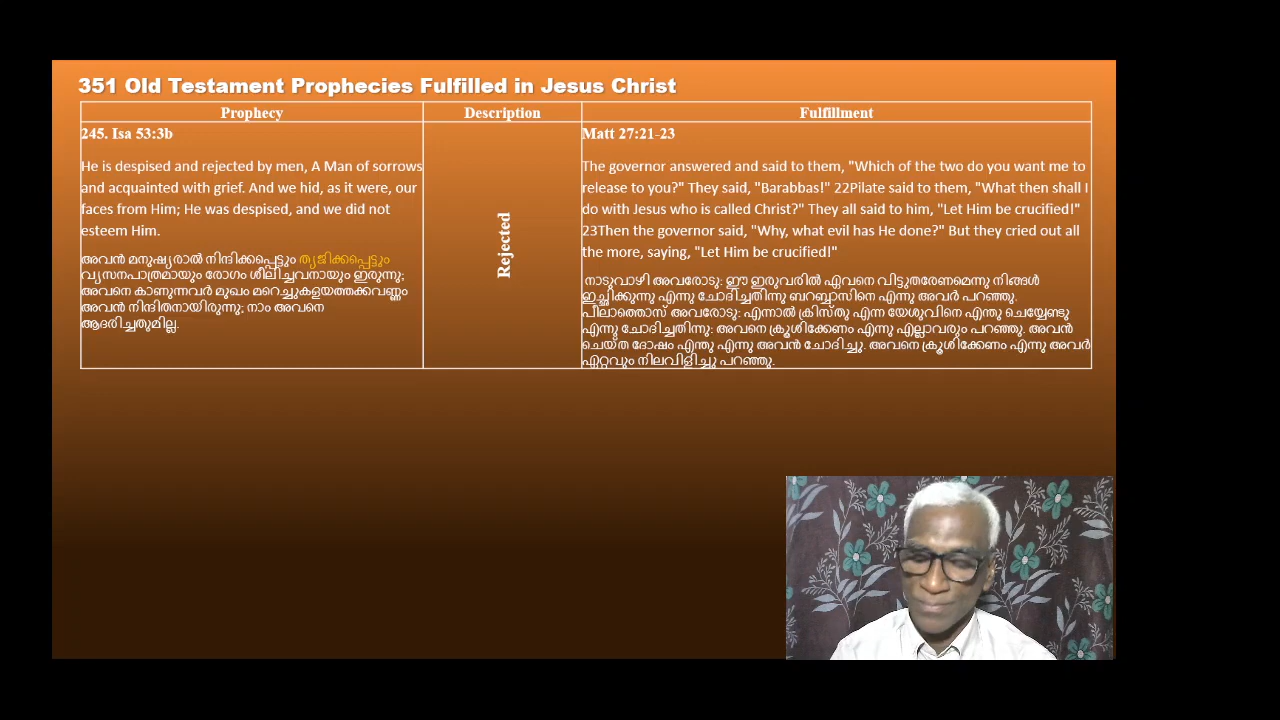 351 Old Testament Prophecies Fulfilled in Jesus Christ
Prophecy
Description
Fulfillment
245. Isa 53:3b
He is despised and rejected by men, A Man of sorrows
and acquainted with grief. And we hid, as it were, our
faces from Him; He was despised, and we did not
esteem Him.
അവൻ മനുഷ്യരാൽ നിന്ദിക്കപ്പെട്ടും ത്യജിക്കപ്പെട്ടും
വ്യസനപാത്രമായും രോഗം ശീലിച്ചവനായും ഇരുന്നു;
അവനെ കാണുന്നവർ മുഖം മറെച്ചുകളയത്തക്കവണ്ണം
അവൻ നിന്ദിതനായിരുന്നു; നാം അവനെ
ആദരിച്ചതുമില്ല.
Rejected
Matt 27:21-23
The governor answered and said to them, "Which of the two do you want me to
release to you?" They said, "Barabbas!" 22Pilate said to them, "What then shall I
do with Jesus who is called Christ?" They all said to him, "Let Him be crucified!"
23Then the governor said, "Why, what evil has He done?" But they cried out all
the more, saying, "Let Him be crucified!"
നാടുവാഴി അവരോടു: ഈ ഇരുവരിൽ ഏവനെ വിട്ടുതരേണമെന്നു നിങ്ങൾ
ഇച്ഛിക്കുന്നു എന്നു ചോദിച്ചതിന്നു ബറബ്ബാസിനെ എന്നു അവർ പറഞ്ഞു.
പീലാത്തൊസ് അവരോടു: എന്നാൽ ക്രിസ്തു എന്ന യേശുവിനെ എന്തു ചെയ്യേണ്ടു
എന്നു ചോദിച്ചതിന്നു: അവനെ ക്രൂശിക്കേണം എന്നു എല്ലാവരും പറഞ്ഞു. അവൻ
ചെയ്ത ദോഷം എന്തു എന്നു അവൻ ചോദിച്ചു. അവനെ ക്രൂശിക്കേണം എന്നു അവർ
ഏറ്റവും നിലവിളിച്ചു പറഞ്ഞു.